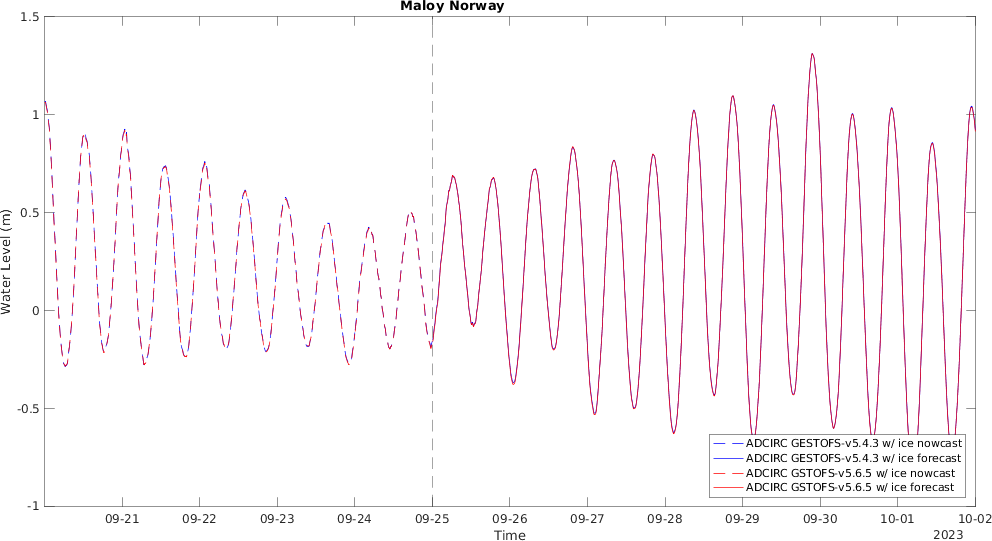 Maloy Norway
1.5
1
0.5
0
-0.5
-1
Water Level (m)
09-21 09-22 09-23 09-24 09-25 09-26 09-27 09-28 09-29 09-30 10-01 10-02
Time
2023
ADCIRC GESTOFS-v5.4.3 w/ ice nowcast
ADCIRC GESTOFS-v5.4.3 w/ ice forecast
ADCIRC GSTOFS-v5.6.5 w/ ice nowcast
ADCIRC GSTOFS-v5.6.5 w/ ice forecast